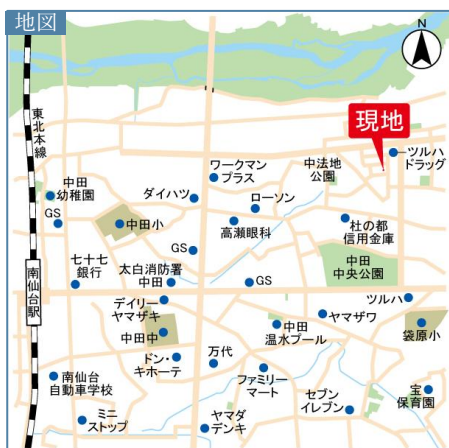 地図
N
東北本線
現地
ツルハ
ドラッグ
中法地
公園
ワークマン
プラス
ダイハツ
ローソン
中田
幼稚園
GS
中田小
高瀬眼科
杜の都
信用金庫
GS
中田
中央公園
七十七
銀行
太白消防署
中田
GS
南仙台駅
デイリー
ヤマザキ
ツルハ
ヤマザワ
中田中
中田
温水プール
袋原小
ドン・
キホーテ
万代
ファミリー
マート
南仙台
自動車学校
セブン
イレブン
宝
保育園
ミニ
ストップ
ヤマダ
デンキ